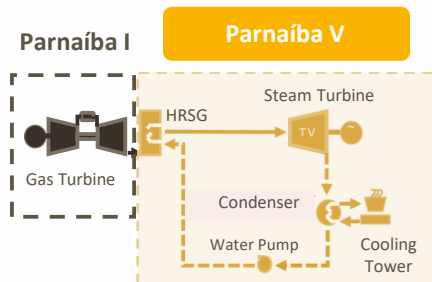 Parnaíba I
Parnaíba V
HRSG
Steam Turbine
TV
~
Gas Turbine
Condenser
Water Pump
Cooling
Tower